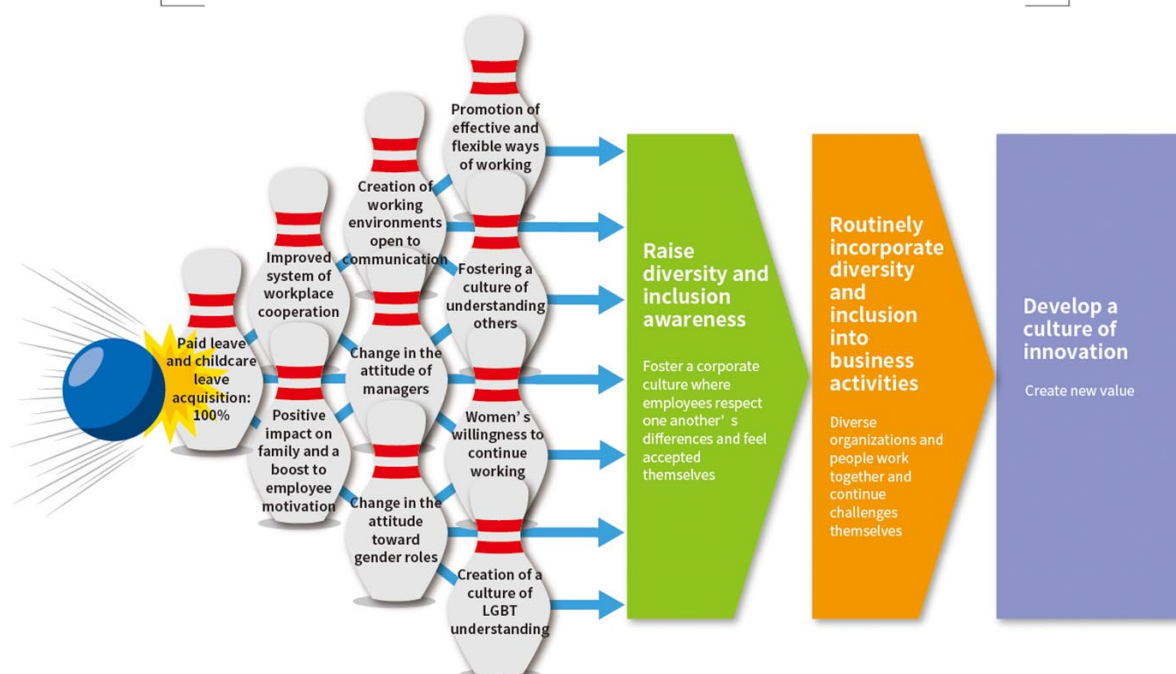 Paid leave
and childcare
leave
acquisition:
100%
Improved
system of
workplace
cooperation
Positive
impact on
family and a
boost to
employee
motivation
Creation of
working
environments
open to
communication
Change in the
attitude of
managers
Change in the
attitude
toward
gender roles
Promotion of
effective and
flexible ways
of working
Fostering a
culture of
understanding
others
Women's
willingness to
continue
working
Creation of a
culture of
LGBT
understanding
Raise
diversity and
inclusion
awareness
Foster a corporate
culture where
employees respect
one another's
differences and feel
accepted
themselves
Routinely
incorporate
diversity
and
inclusion
into
business
activities
Diverse
organizations and
people work
together and
continue
challenges
themselves
Develop a
culture of
innovation
Create new value